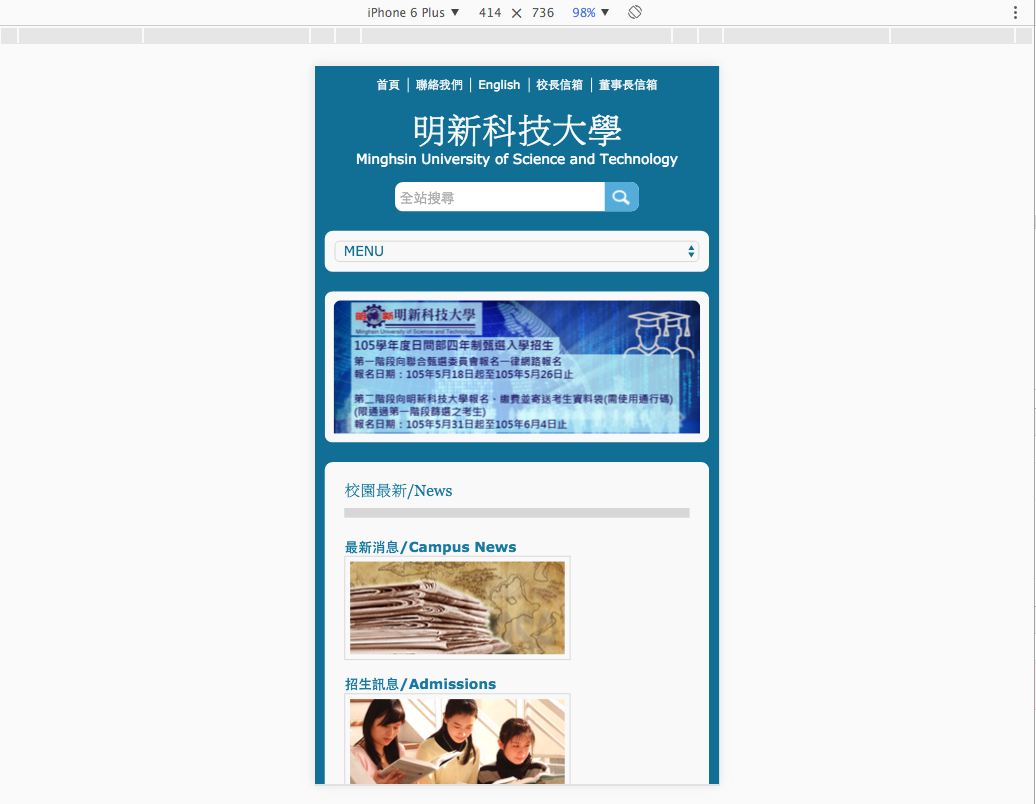 iPhone 6 Plus ▼ 414 × 736 98% ▼
首頁 | 聯絡我們 | English | 校長信箱 | 董事長信箱
明新科技大學
Minghsin University of Science and Technology
全站搜尋
MENU
明新 明新科技大學
Minghsin University of Science and Technology
105學年度日間部四年制甄選入學招生
第一階段向聯合甄選委員會報名一律網路報名
報名日期：105年5月18日起至105年5月26日止
第二階段向明新科技大學報名、繳費並寄送考生資料袋(需使用通行碼)
(限通過第一階段篩選之考生)
報名日期：105年5月31日起至105年6月4日止
校園最新/News
最新消息/Campus News
招生訊息/Admissions